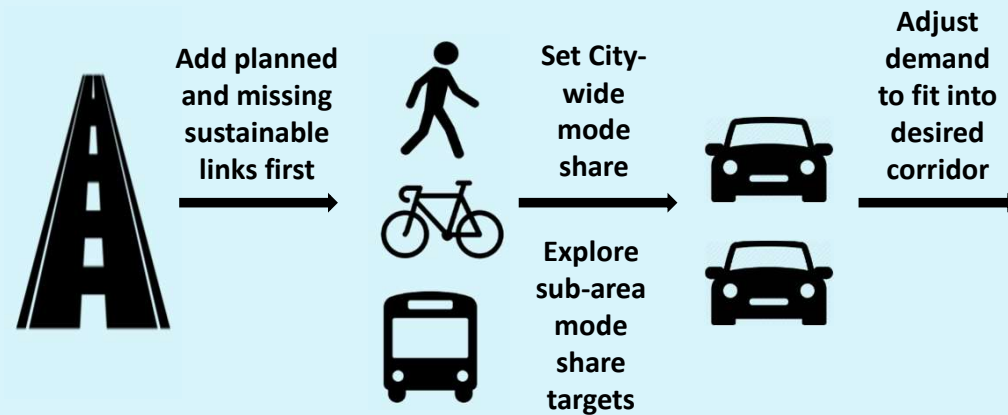 Add planned
and missing
sustainable
links first
Set City-
wide
mode
share
Explore
sub-area
mode
share
targets
Adjust
demand
to fit into
desired
corridor